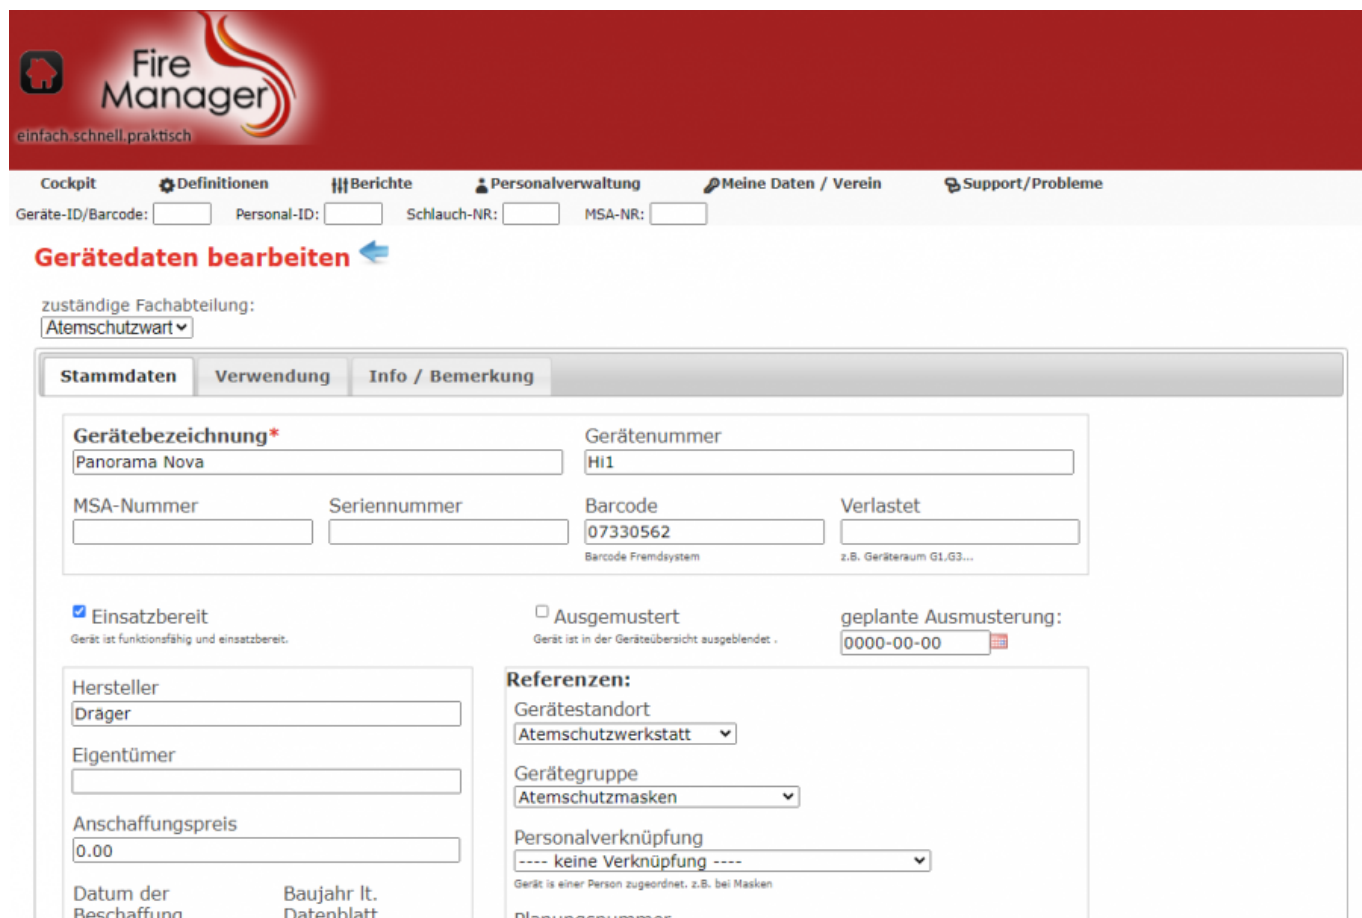 Fire
Manager
einfach.schnell.praktisch
Cockpit Definitionen Berichte Personalverwaltung Meine Daten / Verein Support/Probleme
Geräte-ID/Barcode: Personal-ID: Schlauch-NR: MSA-NR:
Gerätedaten bearbeiten
zuständige Fachabteilung:
Atemschutzwart
Stammdaten Verwendung Info / Bemerkung
Gerätebezeichnung* Gerätenummer
Panorama Nova Hi1
MSA-Nummer Seriennummer Barcode Verlastet
07330562
Barcode Fremdsystem z.B. Geräteraum G1,G3...
Einsatzbereit Ausgemustert geplante Ausmusterung:
Gerät ist funktionsfähig und einsatzbereit. Gerät ist in der Geräteübersicht ausgeblendet . 0000-00-00
Hersteller
Dräger
Eigentümer
Anschaffungspreis
0.00
Datum der Baujahr lt.
Beschaffung Datenblatt
Referenzen:
Gerätestandort
Atemschutzwerkstatt
Gerätegruppe
Atemschutzmasken
Personalverknüpfung
---- keine Verknüpfung ----
Gerät is einer Person zugeordnet. z.B. bei Masken
Planungsnummer